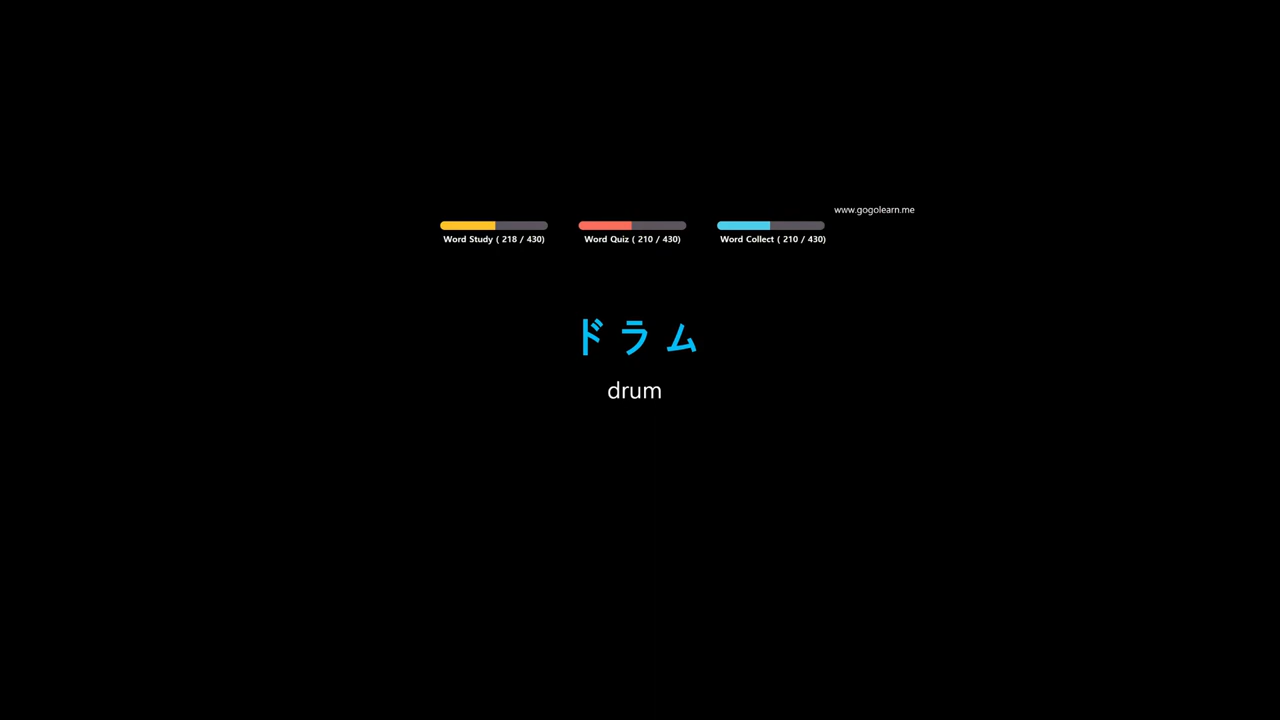 www.gogolearn.me
Word Study ( 218 / 430)
Word Quiz ( 210 / 430)
Word Collect ( 210 / 430)
ドラム
drum